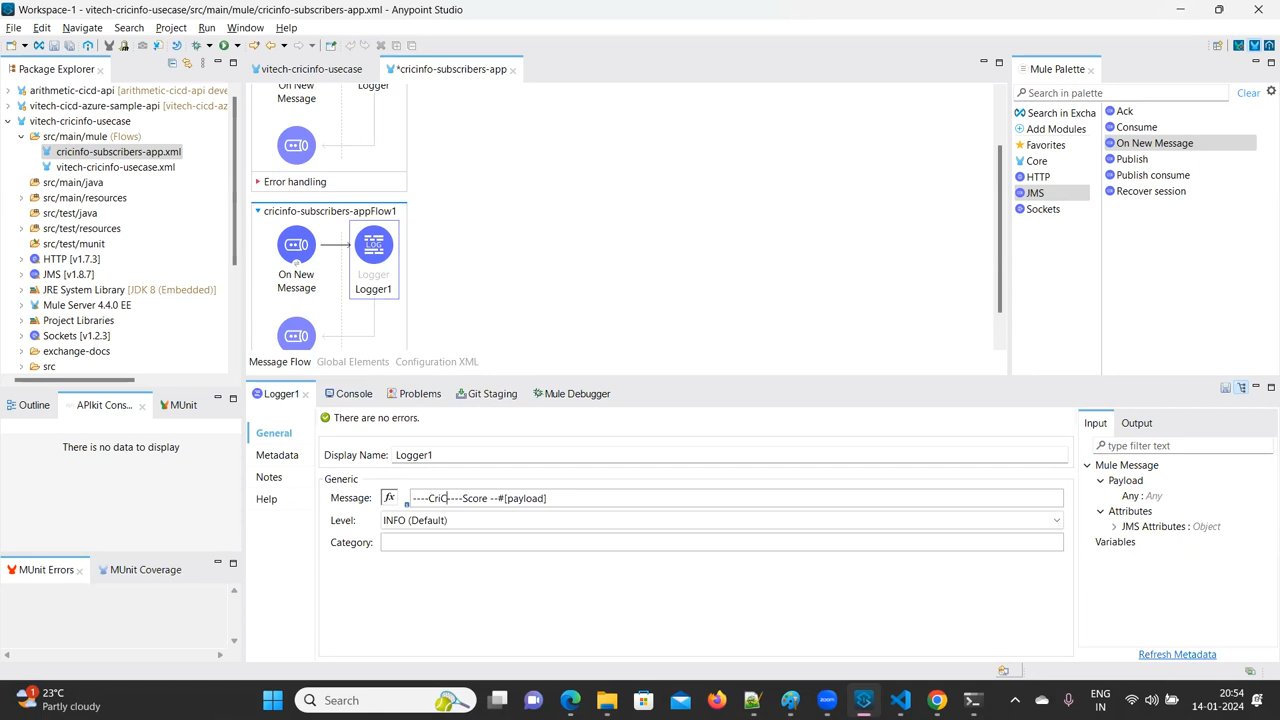 Workspace-1 - vitech-cricinfo-usecase/src/main/mule/cricinfo-subscribers-app.xml - Anypoint Studio
File Edit Navigate Search Project Run Window Help
Package Explorer
arithmetic-cicd-api [arithmetic-cicd-api deve
vitech-cicd-azure-sample-api [vitech-cicd-az
vitech-cricinfo-usecase
src/main/mule (Flows)
cricinfo-subscribers-app.xml
vitech-cricinfo-usecase.xml
src/main/java
src/main/resources
src/test/java
src/test/resources
src/test/munit
HTTP [v1.7.3]
JMS [v1.8.7]
JRE System Library [JDK 8 (Embedded)]
Mule Server 4.4.0 EE
Project Libraries
Sockets [v1.2.3]
exchange-docs
src
vitech-cricinfo-usecase
*cricinfo-subscribers-app
On New
Message
Logger
Error handling
cricinfo-subscribers-appFlow1
LOG
On New
Message
Logger
Logger1
Message Flow Global Elements Configuration XML
Mule Palette
Search in palette
Clear
Search in Excha
Add Modules
Favorites
Core
HTTP
JMS
Sockets
Ack
Consume
On New Message
Publish
Publish consume
Recover session
Outline
APIkit Cons...
MUnit
There is no data to display
MUnit Errors
MUnit Coverage
Logger1
Console
Problems
Git Staging
Mule Debugger
There are no errors.
General
Metadata
Notes
Help
Display Name: Logger1
Generic
Message: fx ----CriC----Score --#[payload]
Level: INFO (Default)
Category:
Input Output
type filter text
Mule Message
Payload
Any : Any
Attributes
JMS Attributes : Object
Variables
Refresh Metadata
1
23°C
Partly cloudy
Search
zoom
ENG
IN
20:54
14-01-2024